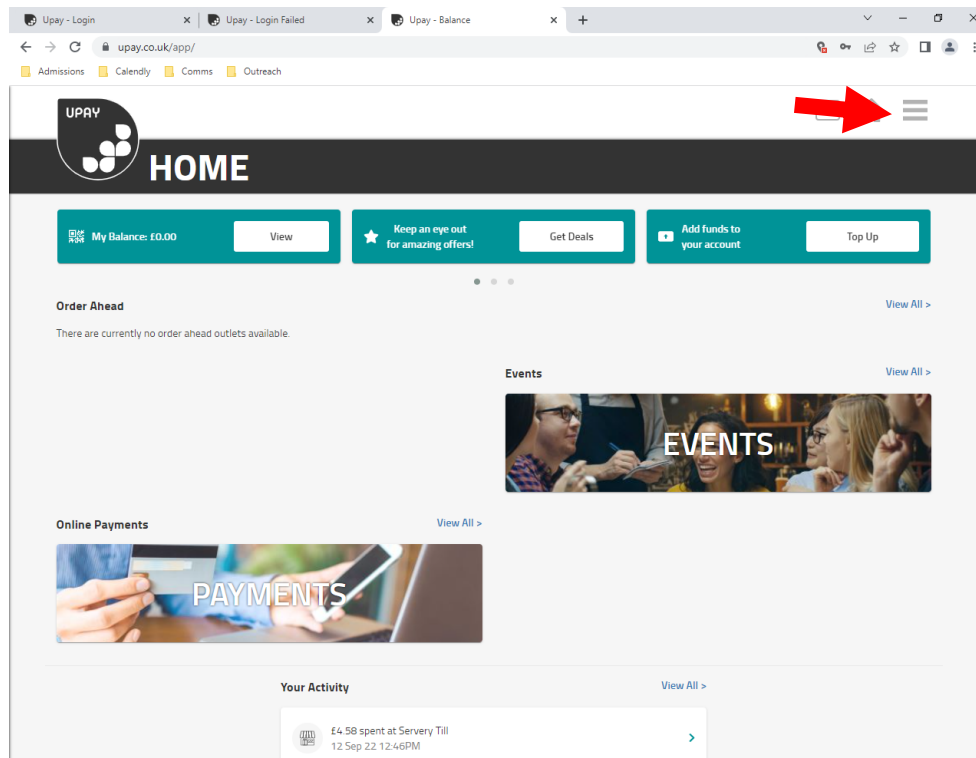 Upay - Login
Upay - Login Failed
Upay - Balance
upay.co.uk/app/
Admissions
Calendly
Comms
Outreach
UPAY
HOME
My Balance: £0.00
View
Keep an eye out
for amazing offers!
Get Deals
Add funds to
your account
Top Up
Order Ahead
View All >
There are currently no order ahead outlets available.
Events
View All >
EVENTS
Online Payments
View All >
PAYMENTS
Your Activity
View All >
£4.58 spent at Servery Till
12 Sep 22 12:46PM